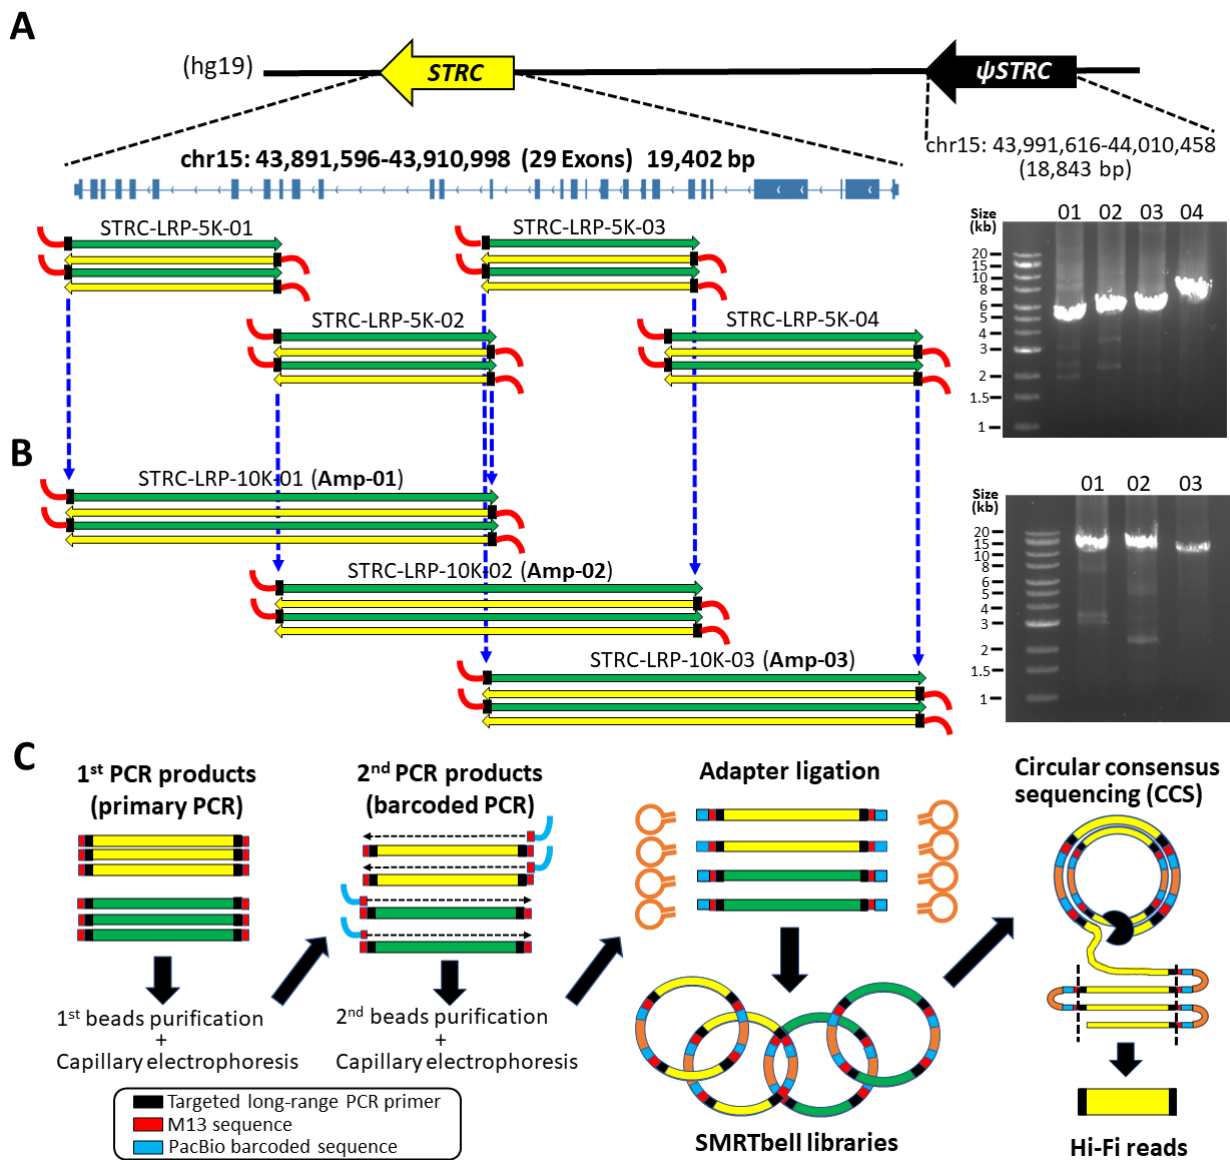 A
(hg19)
STRC
ψSTRC
chr15: 43,891,596-43,910,998 (29 Exons) 19,402 bp
chr15: 43,991,616-44,010,458
(18,843 bp)
STRC-LRP-5K-01
STRC-LRP-5K-03
STRC-LRP-5K-02
STRC-LRP-5K-04
Size
(kb)
01 02 03 04
20
15
10
8
6
5
4
3
2
1.5
1
B
STRC-LRP-10K-01 (Amp-01)
STRC-LRP-10K-02 (Amp-02)
STRC-LRP-10K-03 (Amp-03)
Size
(kb)
01 02 03
20
15
10
8
6
5
4
3
2
1.5
1
C
1st PCR products
(primary PCR)
1st beads purification
+
Capillary electrophoresis
2nd PCR products
(barcoded PCR)
2nd beads purification
+
Capillary electrophoresis
Adapter ligation
SMRTbell libraries
Circular consensus
sequencing (CCS)
Hi-Fi reads
Targeted long-range PCR primer
M13 sequence
PacBio barcoded sequence